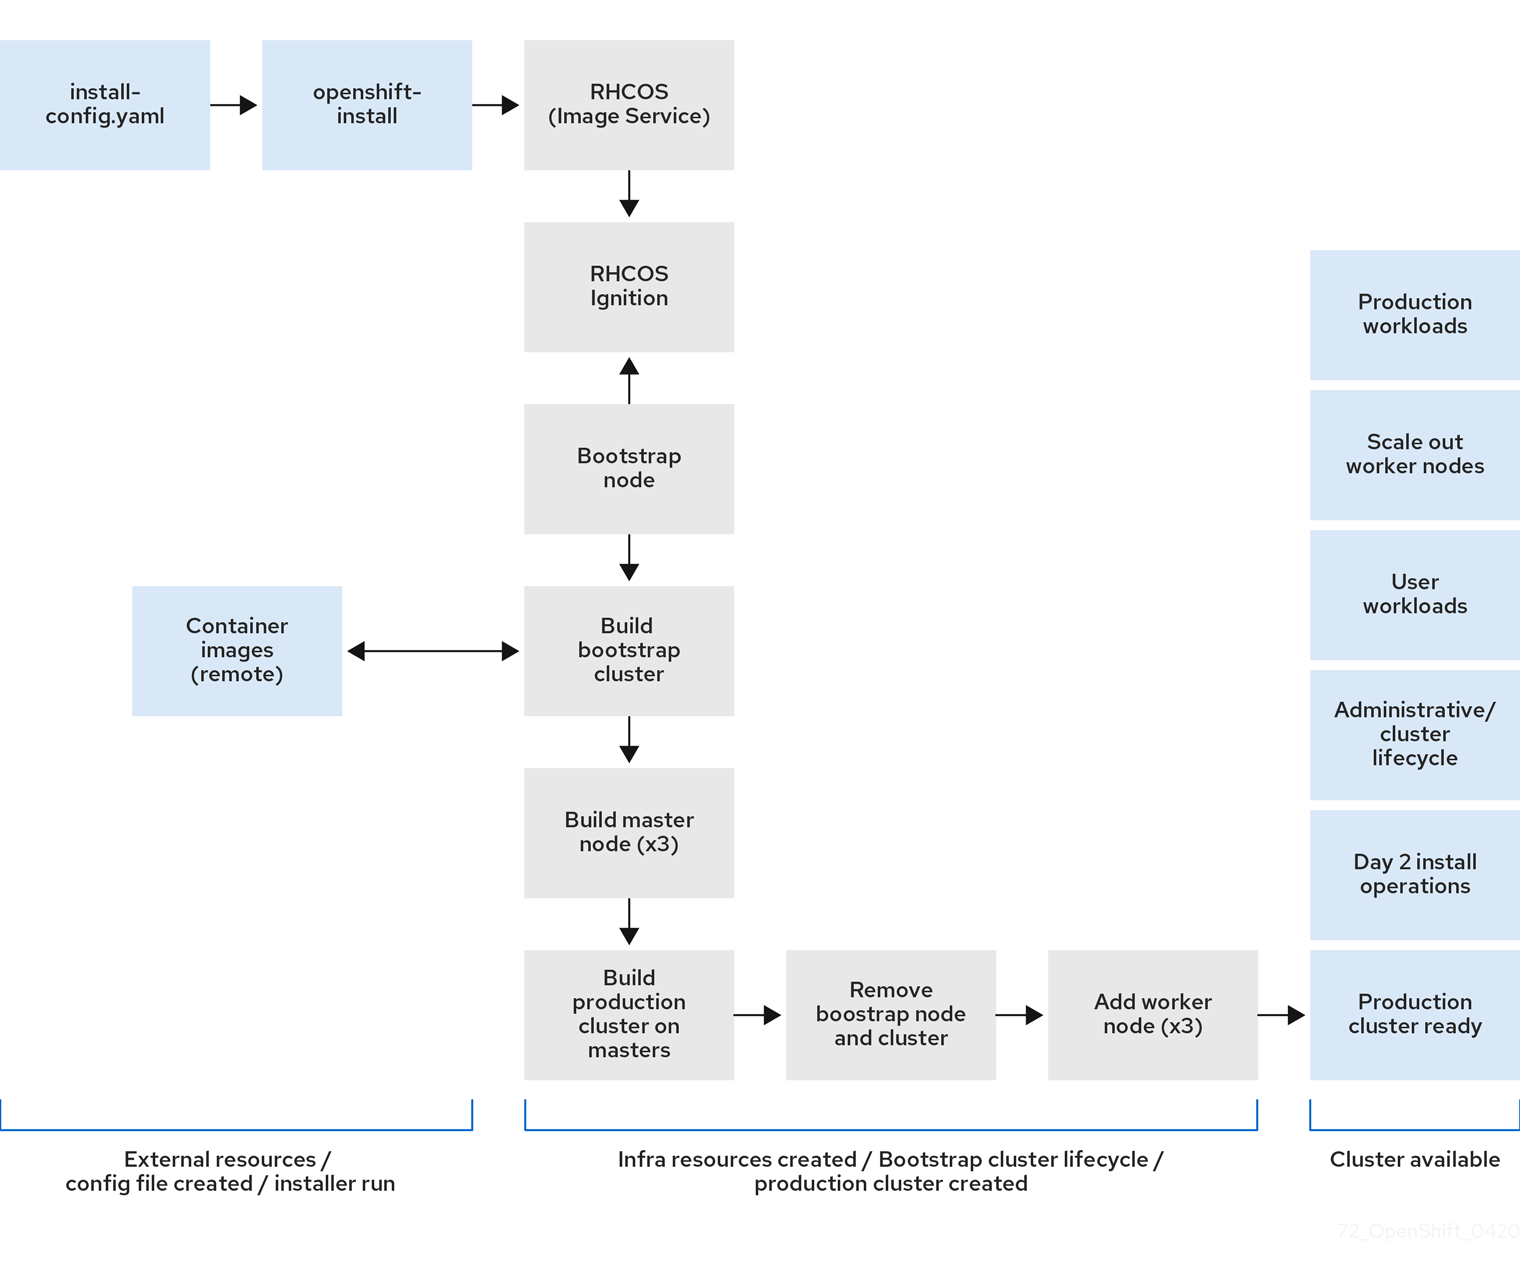 install-
config.yaml
openshift-
install
RHCOS
(Image Service)
RHCOS
Ignition
Bootstrap
node
Container
images
(remote)
Build
bootstrap
cluster
Build master
node (x3)
Build
production
cluster on
masters
Remove
boostrap node
and cluster
Add worker
node (x3)
Production
workloads
Scale out
worker nodes
User
workloads
Administrative/
cluster
lifecycle
Day 2 install
operations
Production
cluster ready
External resources /
config file created / installer run
Infra resources created / Bootstrap cluster lifecycle /
production cluster created
Cluster available
72_OpenShift_0420